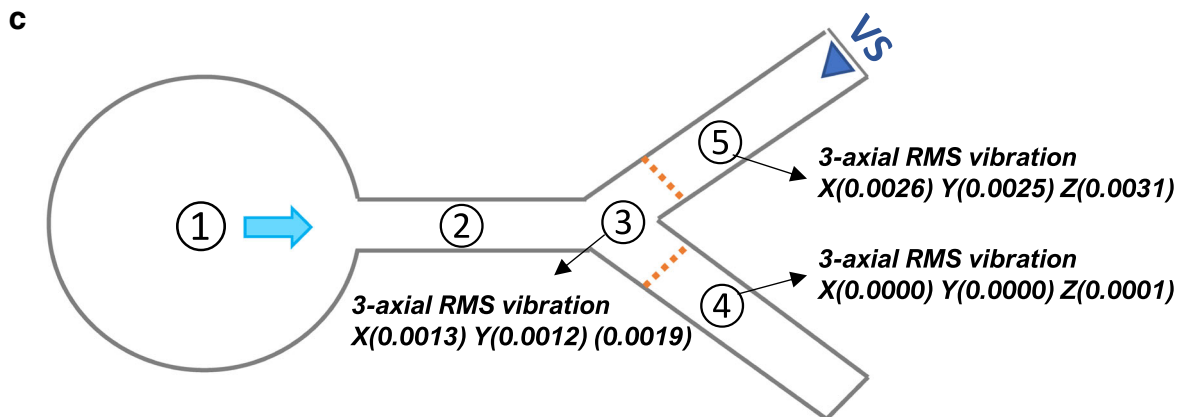 c
VS
5
3-axial RMS vibration
X(0.0026) Y(0.0025) Z(0.0031)
1
2
3
3-axial RMS vibration
X(0.0000) Y(0.0000) Z(0.0001)
4
3-axial RMS vibration
X(0.0013) Y(0.0012) (0.0019)